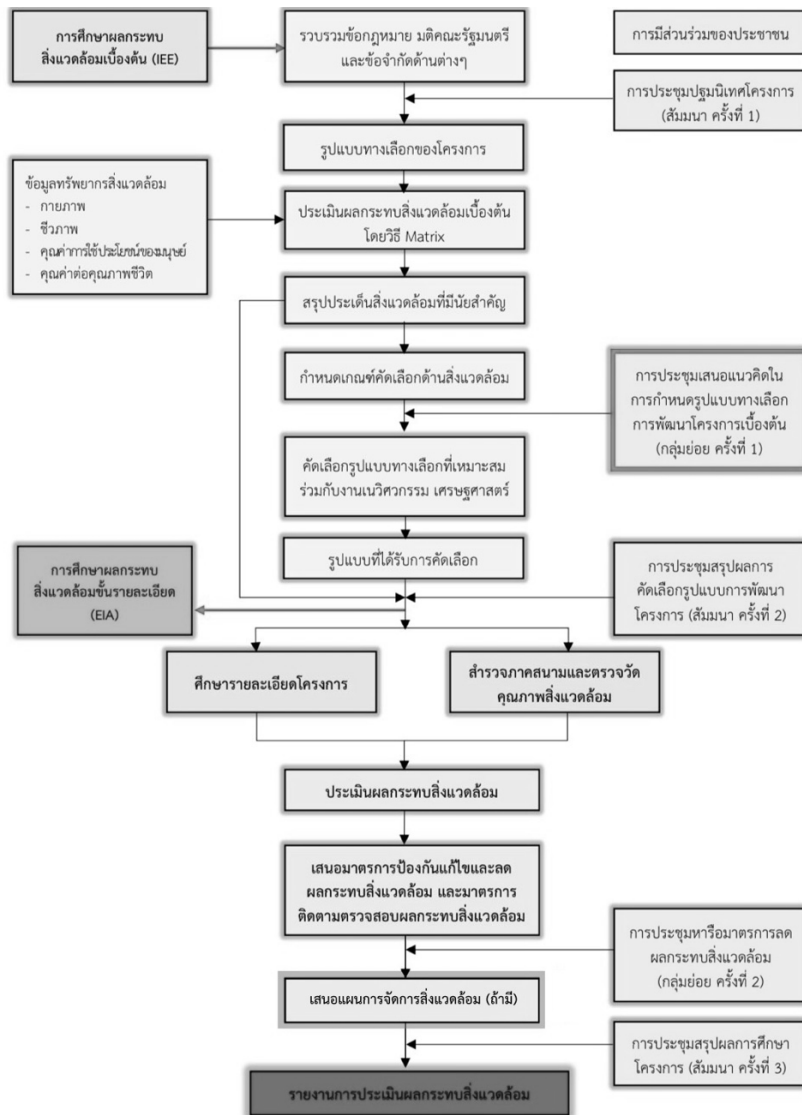 การศึกษาผลกระทบ
สิ่งแวดล้อมเบื้องต้น (IEE)
รวบรวมข้อกฎหมาย มติคณะรัฐมนตรี
และข้อจำกัดด้านต่างๆ
การมีส่วนร่วมของประชาชน
การประชุมปฐมนิเทศโครงการ
(สัมมนา ครั้งที่ 1)
รูปแบบทางเลือกของโครงการ
ข้อมูลทรัพยากรสิ่งแวดล้อม
- กายภาพ
- ชีวภาพ
- คุณค่าการใช้ประโยชน์ของมนุษย์
- คุณค่าต่อคุณภาพชีวิต
ประเมินผลกระทบสิ่งแวดล้อมเบื้องต้น
โดยวิธี Matrix
สรุปประเด็นสิ่งแวดล้อมที่มีนัยสำคัญ
กำหนดเกณฑ์คัดเลือกด้านสิ่งแวดล้อม
การประชุมเสนอแนวคิดใน
การกำหนดรูปแบบทางเลือก
การพัฒนาโครงการเบื้องต้น
(กลุ่มย่อย ครั้งที่ 1)
คัดเลือกรูปแบบทางเลือกที่เหมาะสม
ร่วมกับงานเนวิศวกรรม เศรษฐศาสตร์
รูปแบบที่ได้รับการคัดเลือก
การศึกษาผลกระทบ
สิ่งแวดล้อมขั้นรายละเอียด
(EIA)
การประชุมสรุปผลการ
คัดเลือกรูปแบบการพัฒนา
โครงการ (สัมมนา ครั้งที่ 2)
ศึกษารายละเอียดโครงการ
สำรวจภาคสนามและตรวจวัด
คุณภาพสิ่งแวดล้อม
ประเมินผลกระทบสิ่งแวดล้อม
เสนอมาตรการป้องกันแก้ไขและลด
ผลกระทบสิ่งแวดล้อม และมาตรการ
ติดตามตรวจสอบผลกระทบสิ่งแวดล้อม
การประชุมหารือมาตรการลด
ผลกระทบสิ่งแวดล้อม
(กลุ่มย่อย ครั้งที่ 2)
เสนอแผนการจัดการสิ่งแวดล้อม (ถ้ามี)
การประชุมสรุปผลการศึกษา
โครงการ (สัมมนา ครั้งที่ 3)
รายงานการประเมินผลกระทบสิ่งแวดล้อม